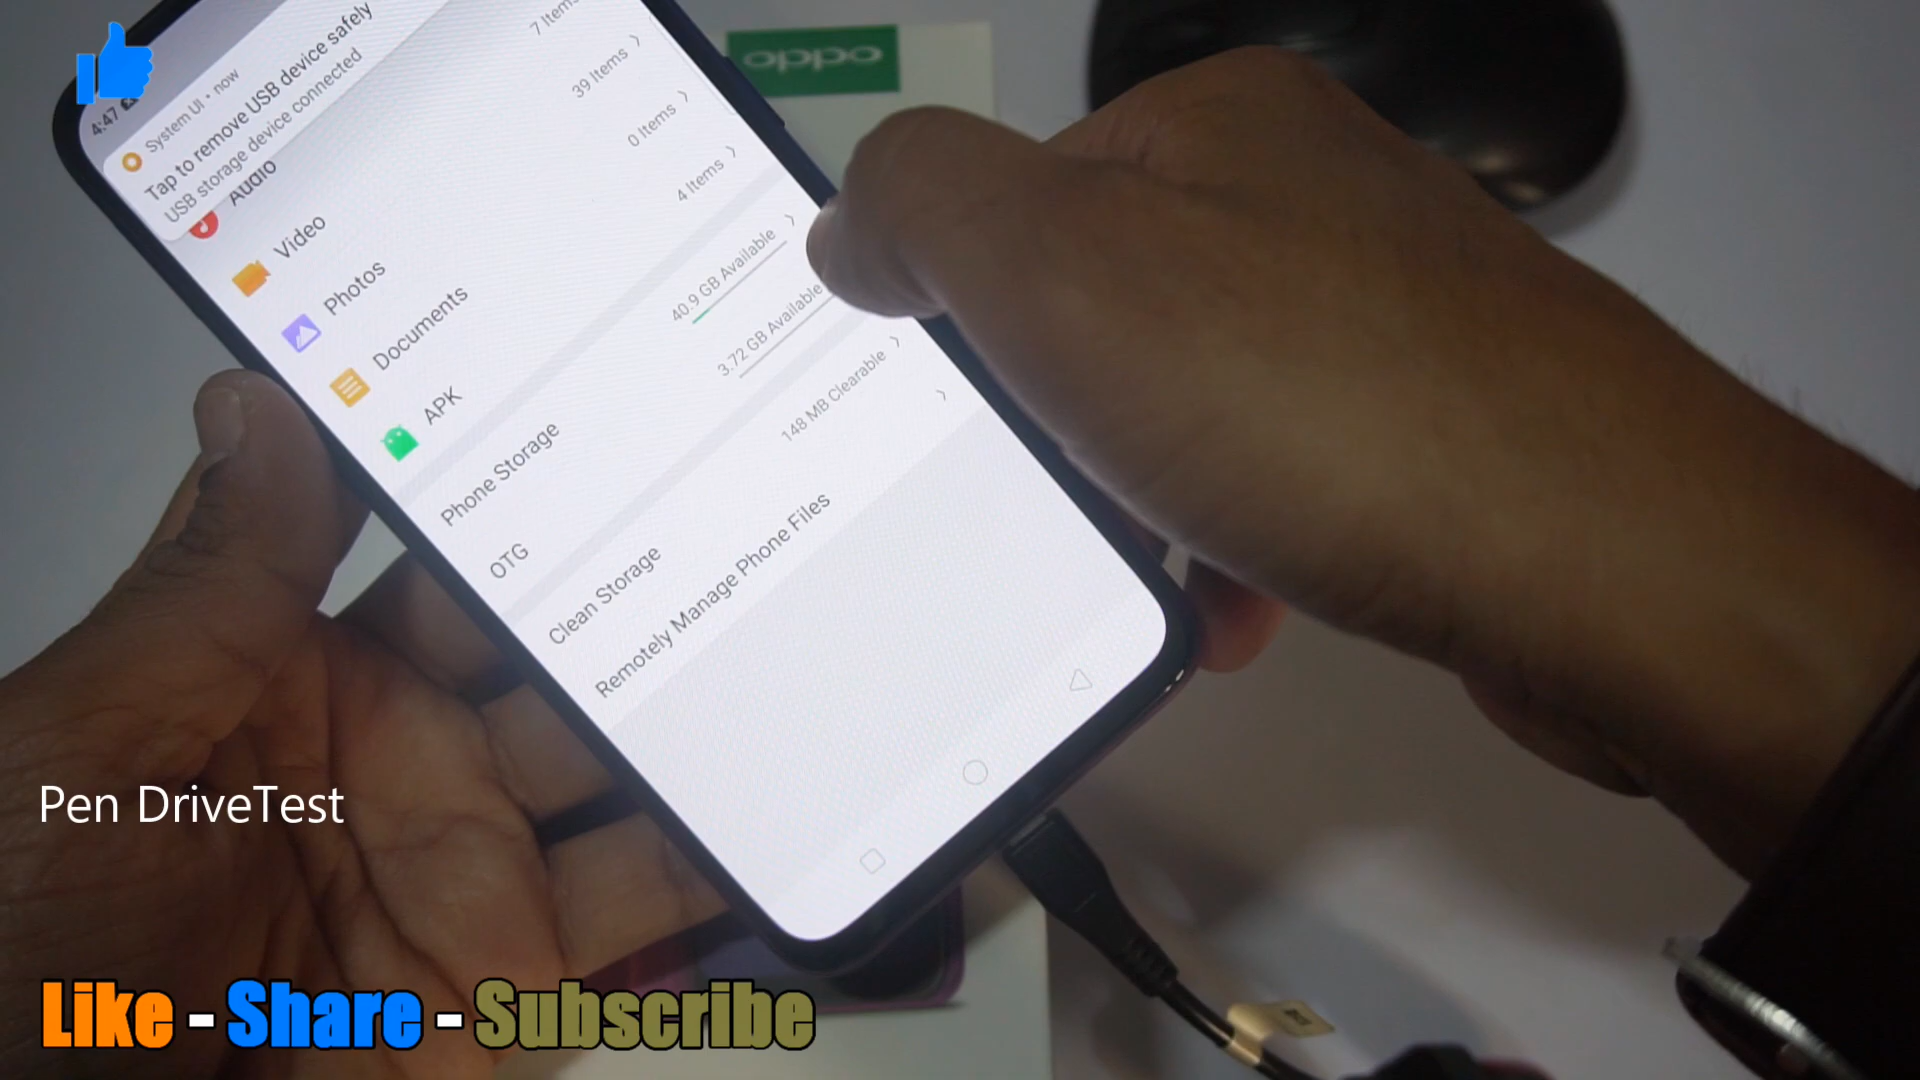 oppo
4:47
System UI • now
Tap to remove USB device safely
USB storage device connected
Audio
7 Items
Video
39 Items
Photos
0 Items
Documents
4 Items
APK
Phone Storage
40.9 GB Available
OTG
3.72 GB Available
Clean Storage
148 MB Clearable
Remotely Manage Phone Files
Pen DriveTest
Like - Share - Subscribe